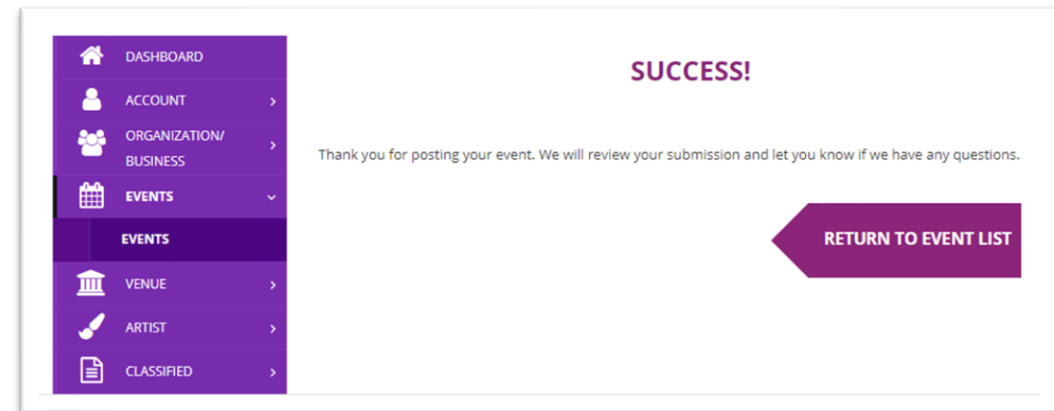 DASHBOARD
ACCOUNT
ORGANIZATION/
BUSINESS
EVENTS
EVENTS
VENUE
ARTIST
CLASSIFIED
SUCCESS!
Thank you for posting your event. We will review your submission and let you know if we have any questions.
RETURN TO EVENT LIST